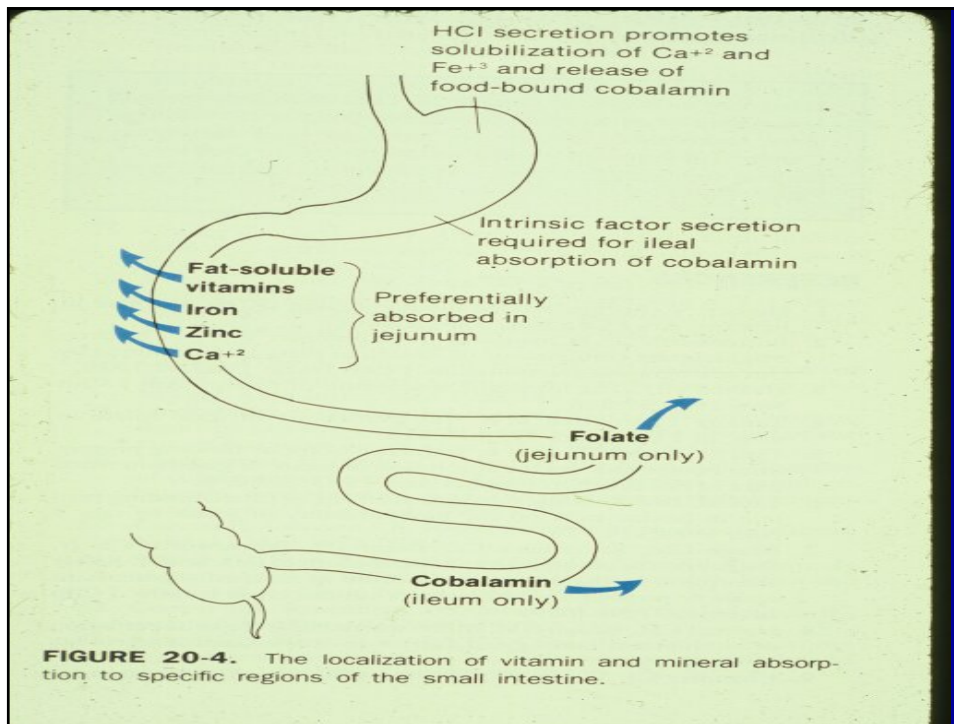 HCl secretion promotes
solubilization of Ca+² and
Fe+³ and release of
food-bound cobalamin
Intrinsic factor secretion
required for ileal
absorption of cobalamin
Fat-soluble
vitamins
Iron
Zinc
Ca+²
Preferentially
absorbed in
jejunum
Folate
(jejunum only)
Cobalamin
(ileum only)
FIGURE 20-4. The localization of vitamin and mineral absorp-
tion to specific regions of the small intestine.